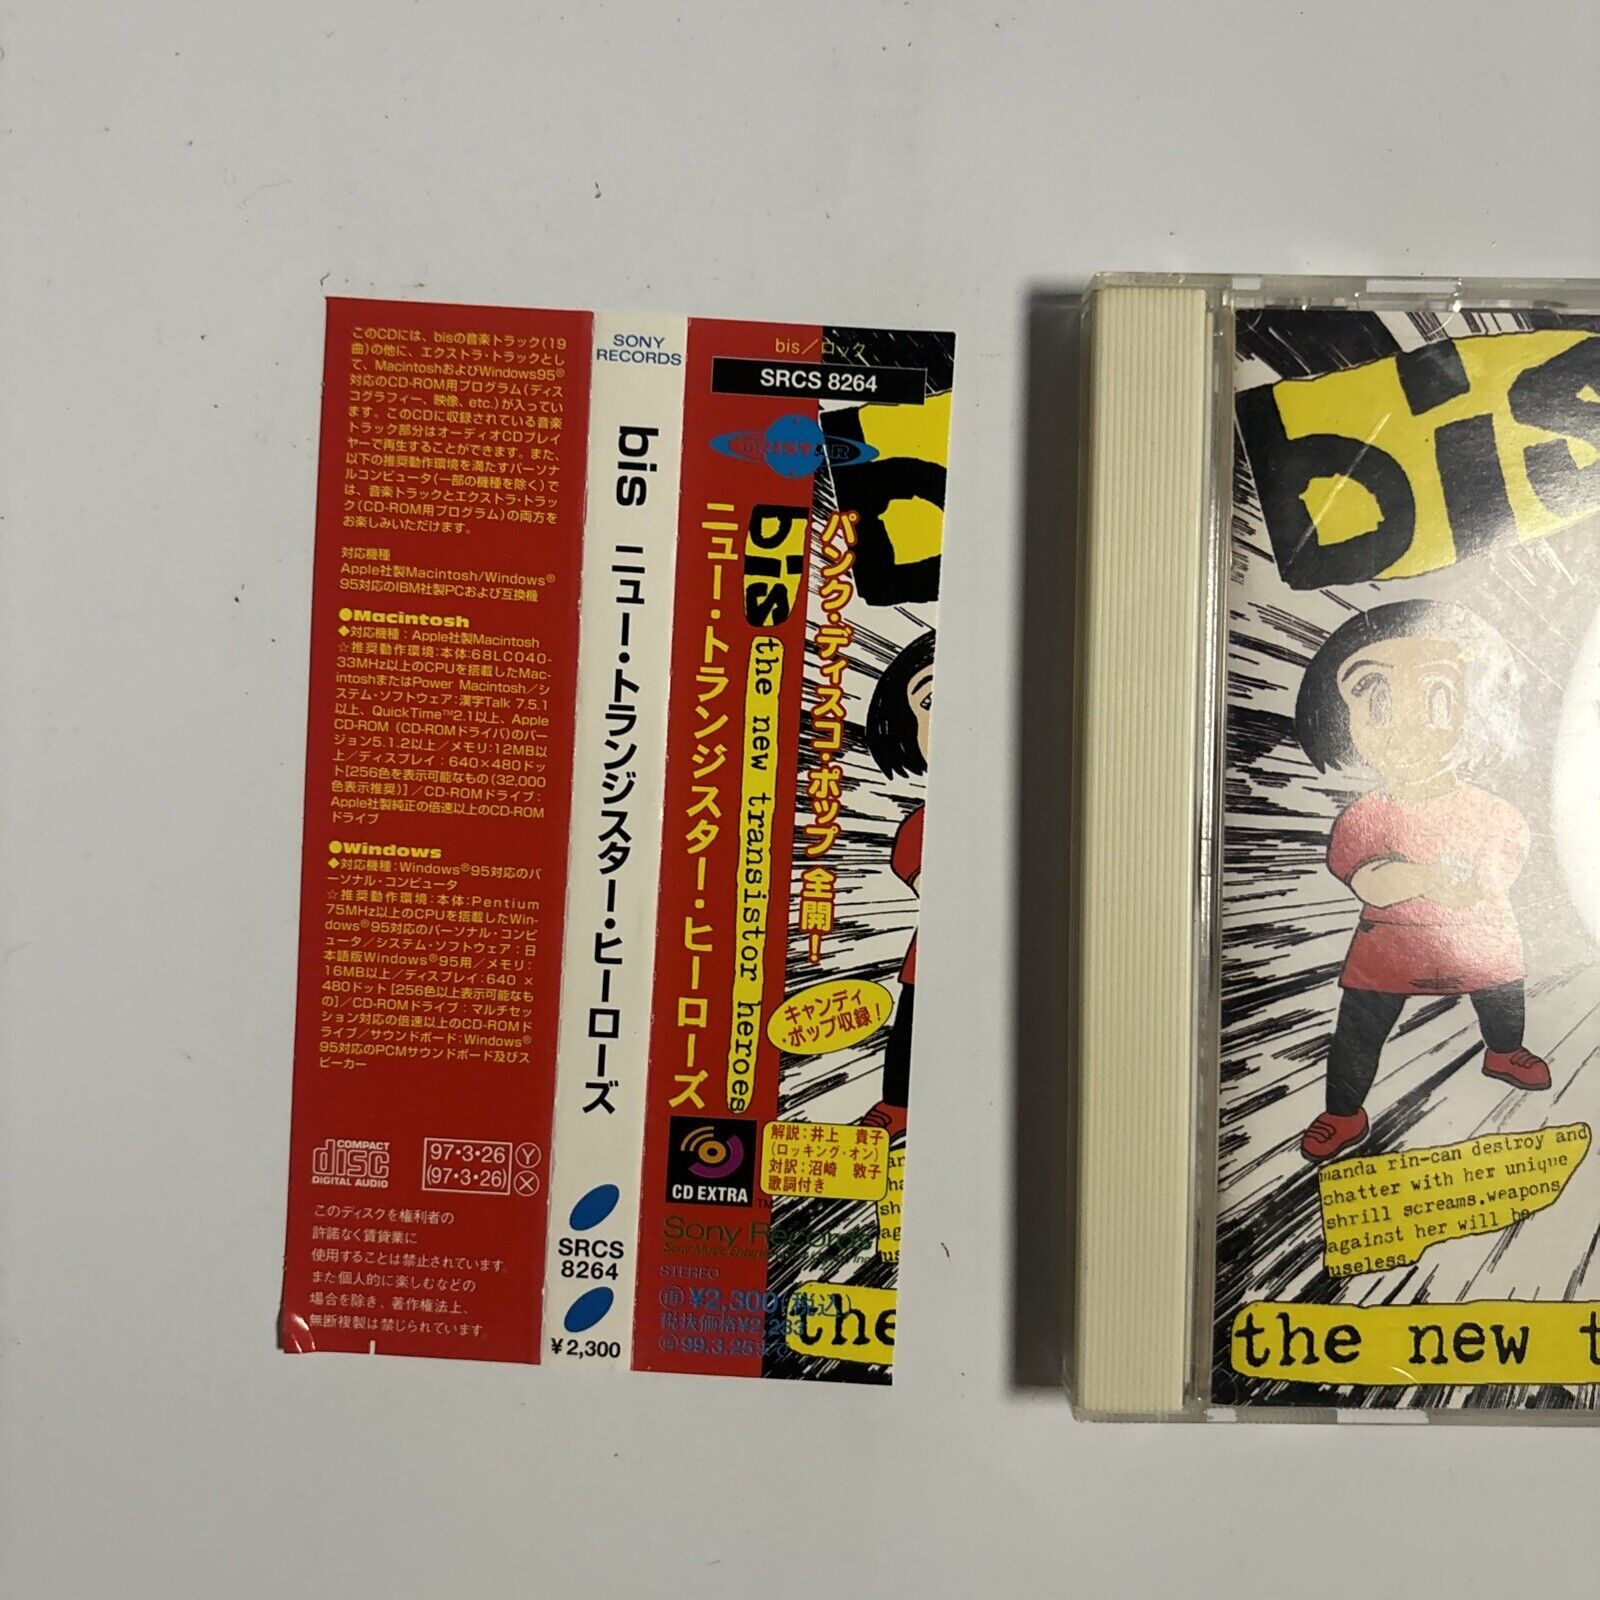 このCDには、bisの音楽トラック(19
曲)の他に、エクストラ・トラックとし
て、MacintoshおよびWindows95®
対応のCD-ROM用プログラム(ディス
コグラフィー、映像、etc.)が入ってい
ます。このCDに収録されている音楽
トラック部分はオーディオCDプレイ
ヤーで再生することができます。また、
以下の推奨動作環境を満たすパーソナ
ルコンピュータ(一部の機種を除く)で
は、音楽トラックとエクストラ・トラッ
ク(CD-ROM用プログラム)の両方を
お楽しみいただけます。
対応機種
Apple社製Macintosh/Windows®
95対応のIBM社製PCおよび互換機
●Macintosh
◆対応機種：Apple社製Macintosh
☆推奨動作環境:本体:68LC040-
33MHz以上のCPUを搭載したMac-
intoshまたはPower Macintosh／シ
ステム・ソフトウェア:漢字Talk 7.5.1
以上、QuickTime™2.1以上、Apple
CD-ROM (CD-ROMドライバ)のバー
ジョン5.1.2以上／メモリ:12MB以
上／ディスプレイ：640×480ドッ
ト[256色を表示可能なもの(32,000
色表示推奨)]／CD-ROMドライブ：
Apple社製純正の倍速以上のCD-ROM
ドライブ
●Windows
◆対応機種：Windows®95対応のパ
ーソナル・コンピュータ
☆推奨動作環境:本体:Pentium
75MHz以上のCPUを搭載したWin-
dows®95対応のパーソナル・コンピ
ュータ／システム・ソフトウェア：日
本語版Windows®95用／メモリ：
16MB以上／ディスプレイ:640 ×
480ドット [256色以上表示可能なも
の]／CD-ROMドライブ：マルチセッ
ション対応の倍速以上のCD-ROMド
ライブ／サウンドボード:Windows®
95対応のPCMサウンドボード及びス
ピーカー
COMPACT
disc
DIGITAL AUDIO
97・3・26 Y
(97・3・26) X
このディスクを権利者の
許諾なく賃貸業に
使用することは禁止されています。
また個人的に楽しむなどの
場合を除き、著作権法上、
無断複製は禁じられています。
SONY
RECORDS
bis ニュー・トランジスター・ヒーローズ
SRCS
8264
¥2,300
bis／ロック
SRCS 8264
TRISTAR
パンク・ディスコ・ポップ 全開！
bis
the new transistor heroes
ニュー・トランジスター・ヒーローズ
キャンディ
・ポップ収録！
解説：井上 貴子
(ロッキング・オン)
対訳：沼崎 敦子
歌詞付き
CD EXTRA™
Sony Records
STEREO
再 ¥2,300(税込)
税抜価格¥2,233
再 99.3.25まで
the
bis
manda rin-can destroy and
shatter with her unique
shrill screams.weapons
against her will be
useless.
the new t